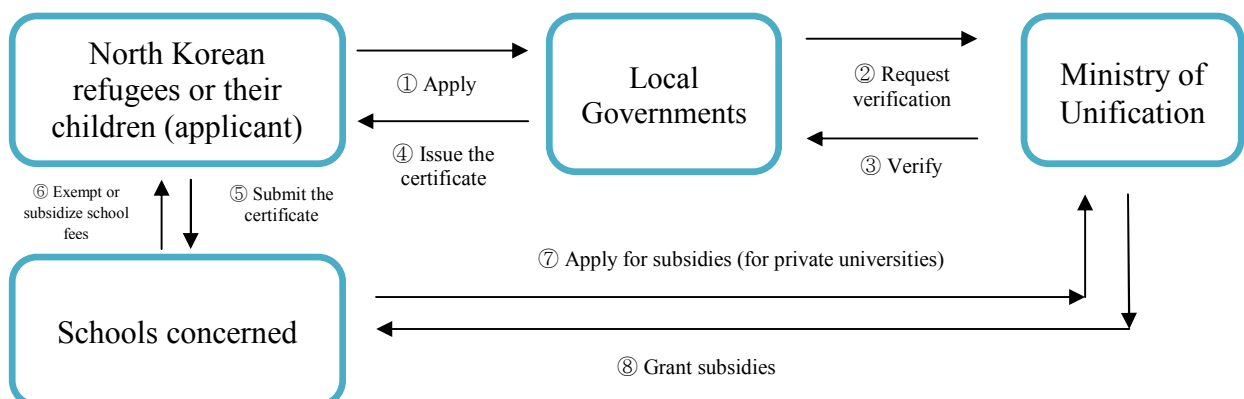 North Korean
refugees or their
children (applicant)
① Apply
④ Issue the
certificate
Local
Governments
② Request
verification
③ Verify
Ministry of
Unification
⑥ Exempt or
subsidize school
fees
⑤ Submit the
certificate
⑦ Apply for subsidies (for private universities)
Schools concerned
⑧ Grant subsidies